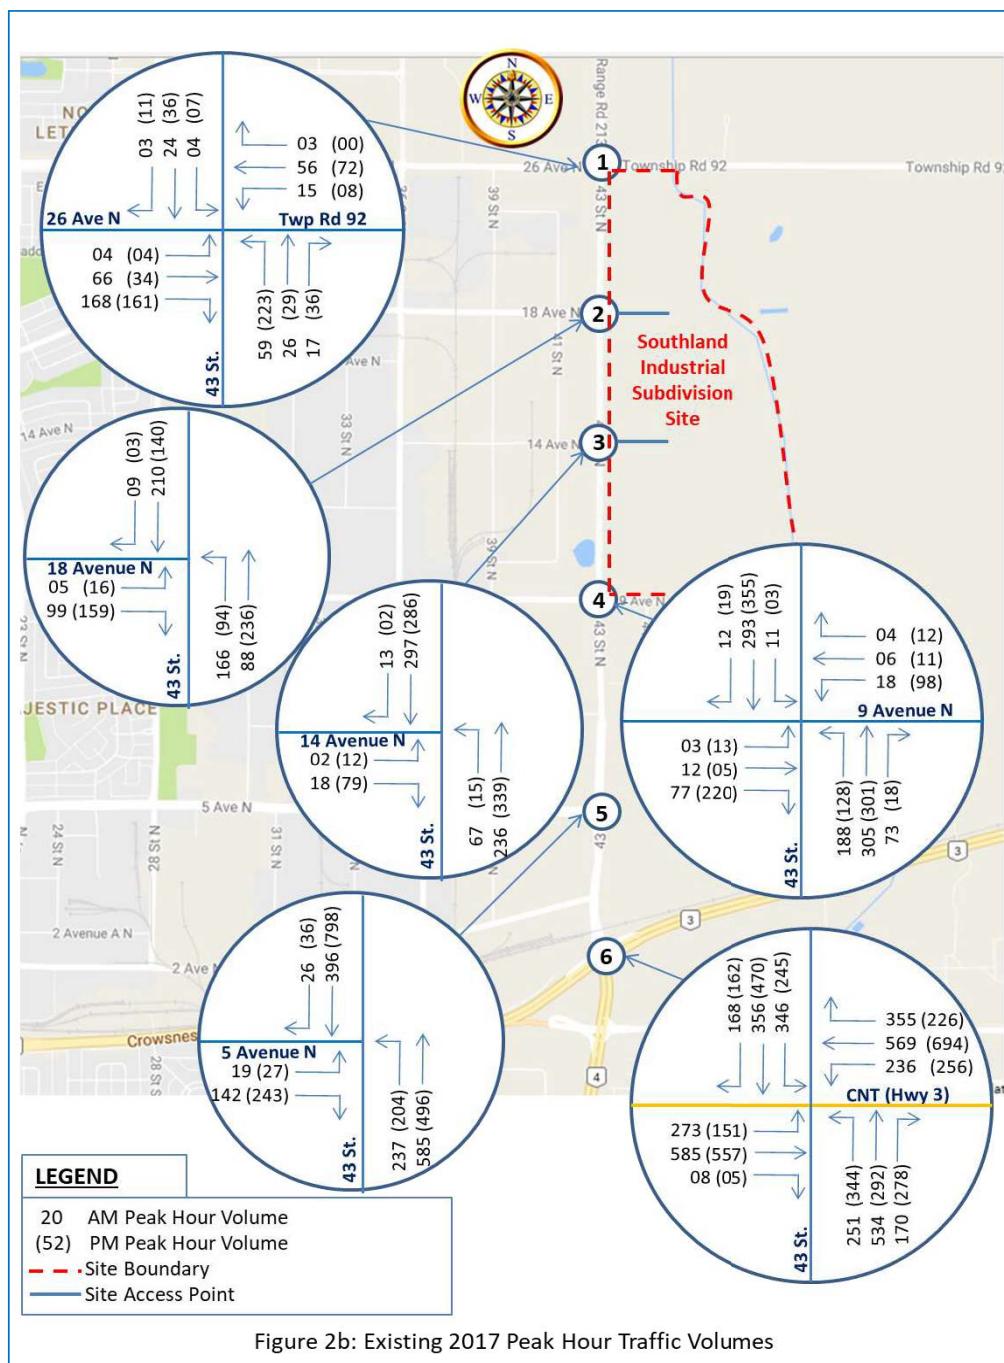 N
W E
S
Range Rd 213
26 Ave N
Township Rd 92
Township Rd 92
43 St N
39 St N
1
03 (11)
24 (36)
04 (07)
03 (00)
56 (72)
15 (08)
26 Ave N
Twp Rd 92
04 (04)
66 (34)
168 (161)
59 (223)
26 (29)
17 (36)
43 St.
18 Ave N
2
41 St N
33 St N
14 Ave N
14 Ave N
3
Southland
Industrial
Subdivision
Site
09 (03)
210 (140)
18 Avenue N
05 (16)
99 (159)
166 (94)
88 (236)
43 St.
39 St N
4
9 Ave N
43 St N
13 (02)
297 (286)
14 Avenue N
02 (12)
18 (79)
67 (15)
236 (339)
43 St.
12 (19)
293 (355)
11 (03)
04 (12)
06 (11)
18 (98)
9 Avenue N
03 (13)
12 (05)
77 (220)
188 (128)
305 (301)
73 (18)
43 St.
JESTIC PLACE
5 Ave N
5
24 St N
28 St N
31 St N
3
3
2 Avenue A N
2 Ave N
6
Crowsnes
28 St S
4
26 (36)
396 (798)
5 Avenue N
19 (27)
142 (243)
237 (204)
585 (496)
43 St.
168 (162)
356 (470)
346 (245)
355 (226)
569 (694)
236 (256)
CNT (Hwy 3)
273 (151)
585 (557)
08 (05)
251 (344)
534 (292)
170 (278)
43 St.
LEGEND
20 AM Peak Hour Volume
(52) PM Peak Hour Volume
Site Boundary
Site Access Point
Figure 2b: Existing 2017 Peak Hour Traffic Volumes